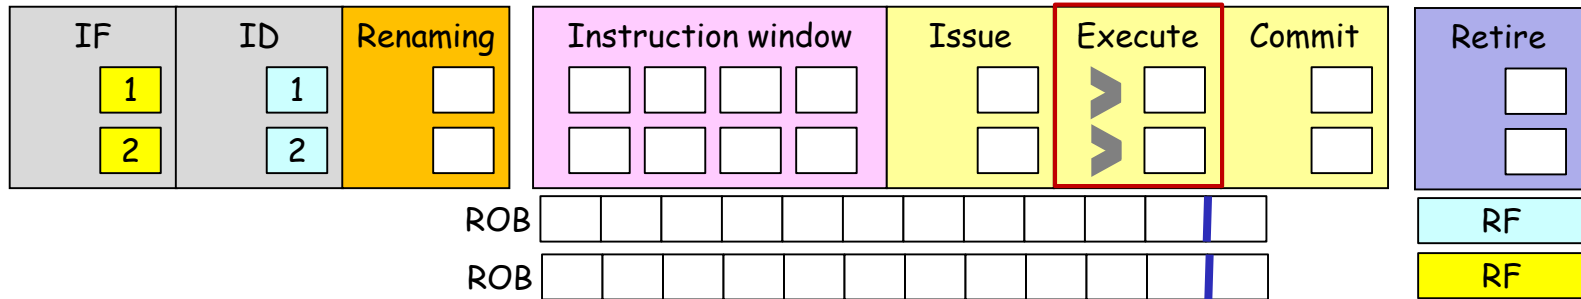 IF ID Renaming Instruction window Issue Execute Commit Retire
1 1
2 2
ROB RF
ROB RF